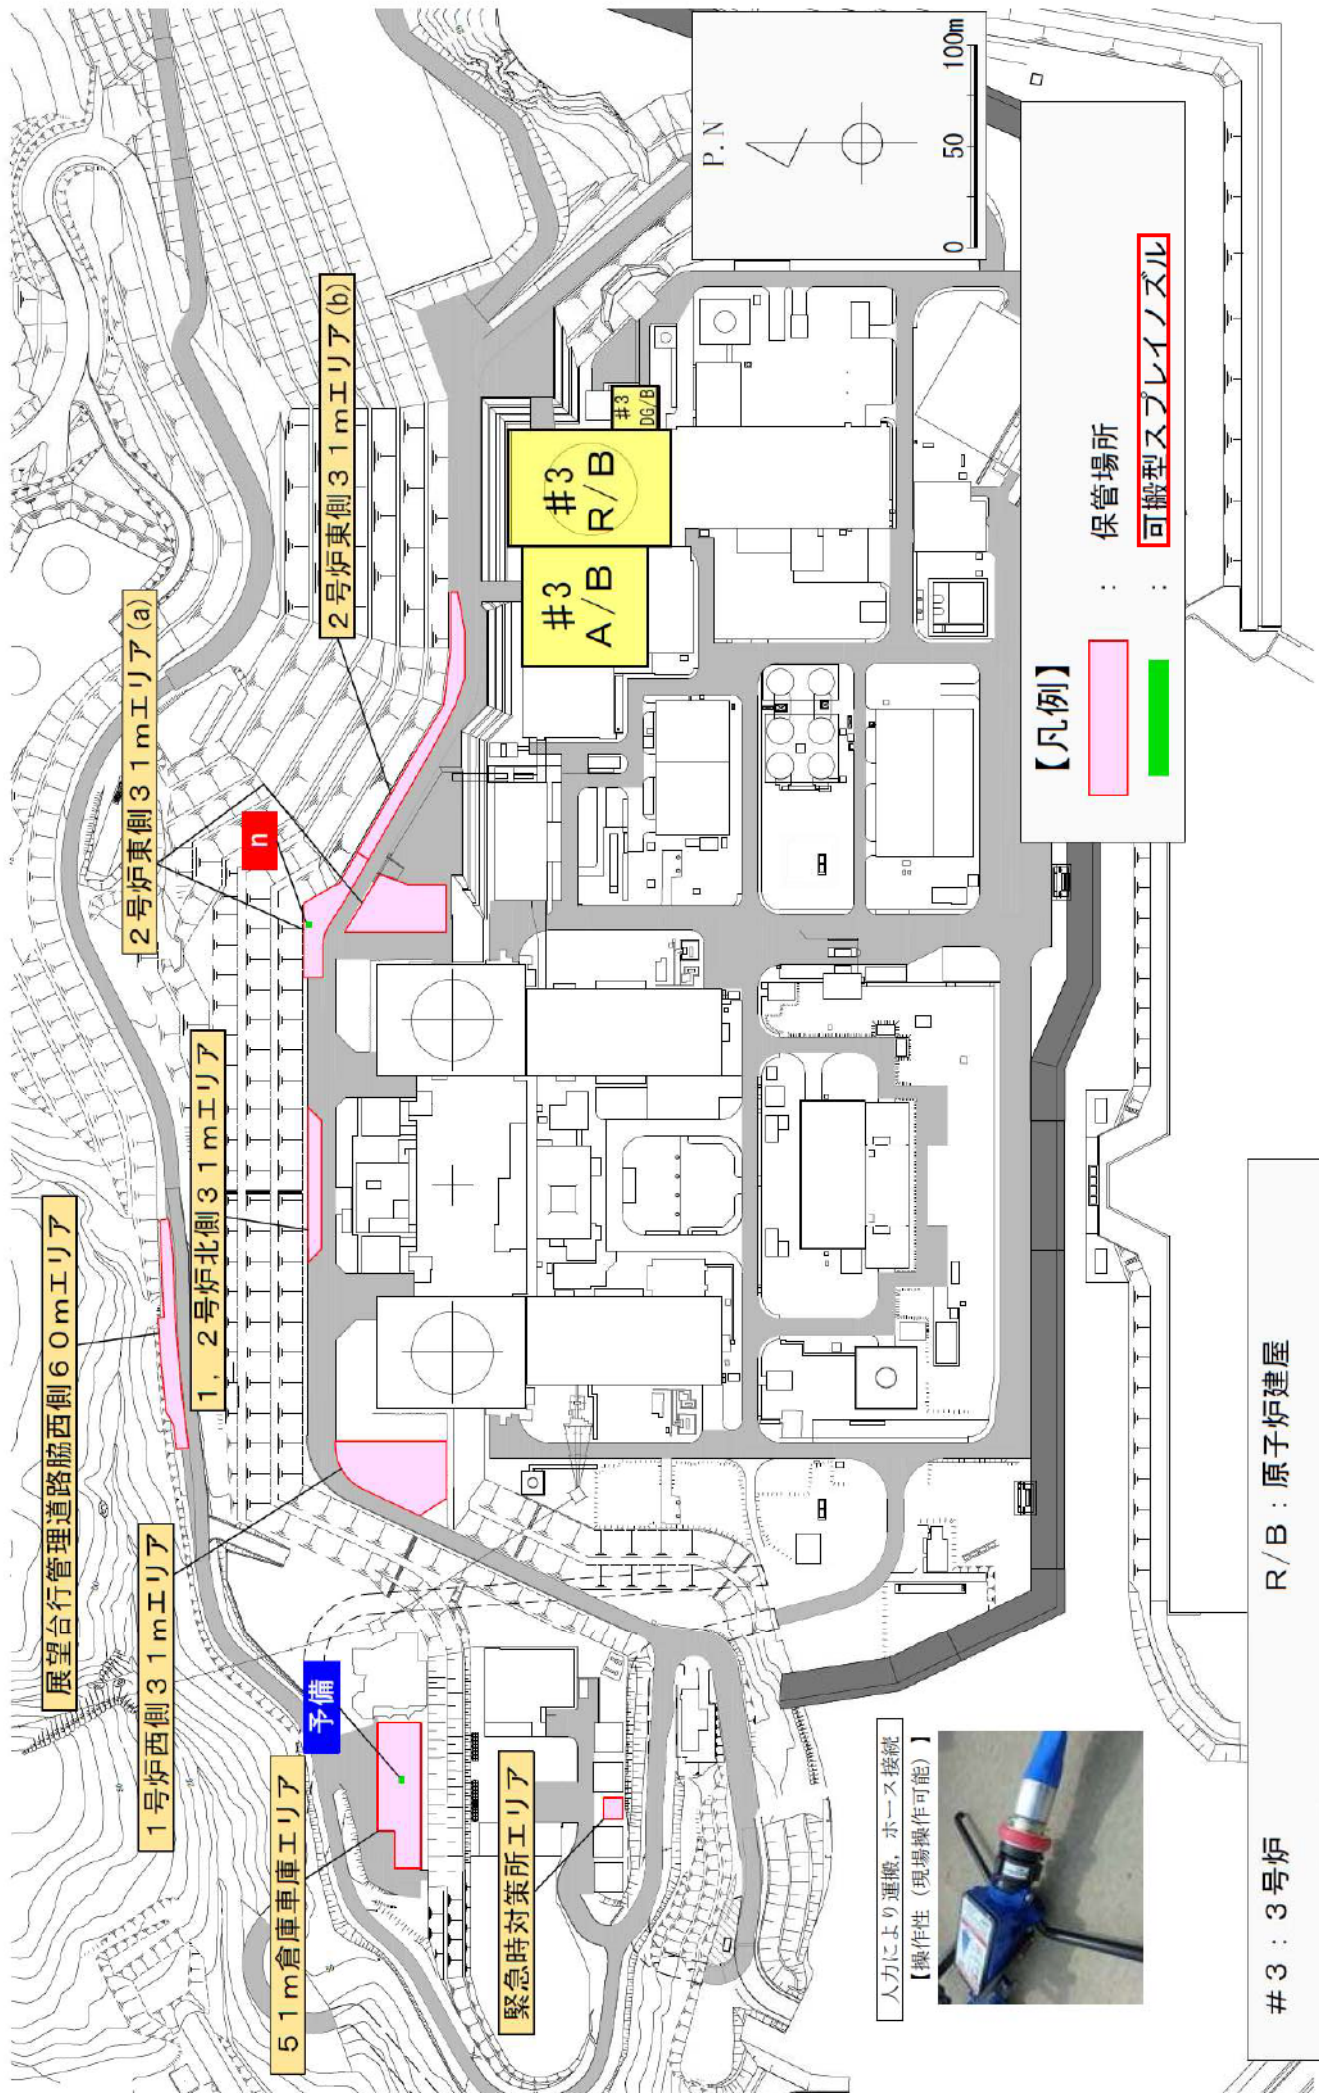 展望台行管理道路脇西側６０ｍエリア
２号炉東側３１ｍエリア(a)
１，２号炉北側３１ｍエリア
１号炉西側３１ｍエリア
２号炉東側３１ｍエリア(b)
n
予備
５１ｍ倉庫車庫エリア
緊急時対策所エリア
#3
A/B
#3
R/B
#3
DG/B
P.N
0
50
100m
【凡例】
： 保管場所
： 可搬型スプレイノズル
人力により運搬，ホース接続
【操作性（現場操作可能）】
＃３：３号炉
R/B：原子炉建屋